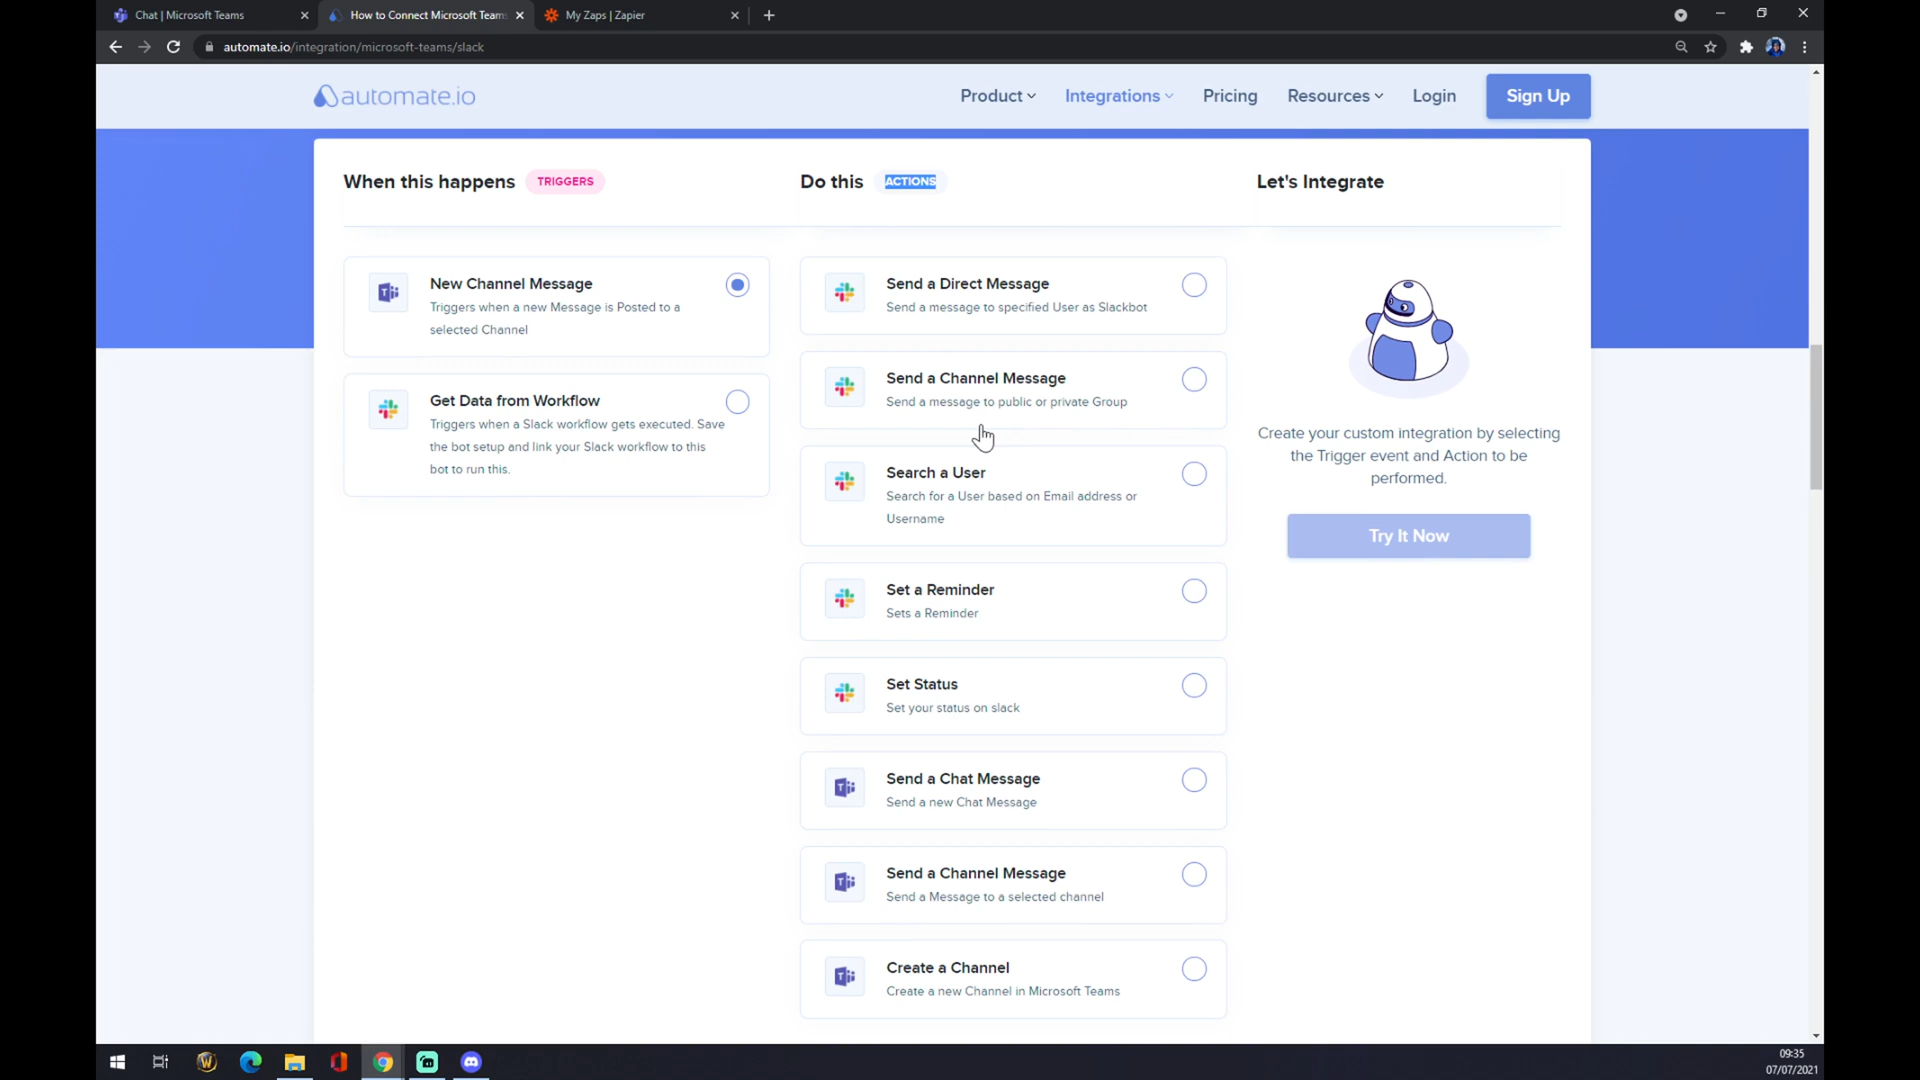 Chat | Microsoft Teams
How to Connect Microsoft Team
My Zaps | Zapier
automate.io/integration/microsoft-teams/slack
automate.io
Product
Integrations
Pricing
Resources
Login
Sign Up
When this happens
TRIGGERS
Do this
ACTIONS
Let's Integrate
New Channel Message
Triggers when a new Message is Posted to a
selected Channel
Get Data from Workflow
Triggers when a Slack workflow gets executed. Save
the bot setup and link your Slack workflow to this
bot to run this.
Send a Direct Message
Send a message to specified User as Slackbot
Send a Channel Message
Send a message to public or private Group
Search a User
Search for a User based on Email address or
Username
Set a Reminder
Sets a Reminder
Set Status
Set your status on slack
Send a Chat Message
Send a new Chat Message
Send a Channel Message
Send a Message to a selected channel
Create a Channel
Create a new Channel in Microsoft Teams
Create your custom integration by selecting
the Trigger event and Action to be
performed.
Try It Now
09:35
07/07/2021